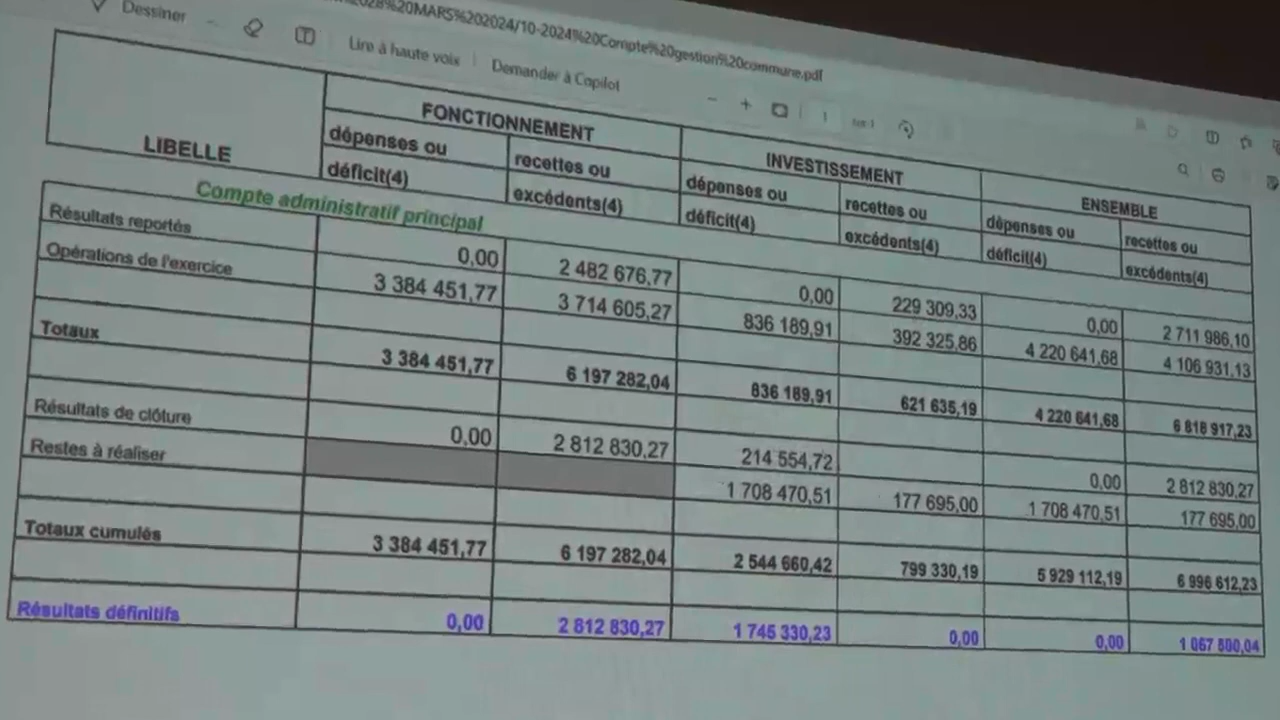 Dessiner
%20MARS%202024/10-2024%20Compte%20gestion%20commune.pdf
Lire à haute voix Demander à Copilot
LIBELLE FONCTIONNEMENT INVESTISSEMENT ENSEMBLE
dépenses ou déficit(4) recettes ou excédents(4) dépenses ou déficit(4) recettes ou excédents(4) dépenses ou déficit(4) recettes ou excédents(4)
Compte administratif principal
Résultats reportés 0,00 2 482 676,77 0,00 229 309,33 0,00 2 711 986,10
Opérations de l'exercice 3 384 451,77 3 714 605,27 836 189,91 392 325,86 4 220 641,68 4 106 931,13
Totaux 3 384 451,77 6 197 282,04 836 189,91 621 635,19 4 220 641,68 6 818 917,23
Résultats de clôture 0,00 2 812 830,27 214 554,72 0,00 2 812 830,27
Restes à réaliser 1 708 470,51 177 695,00 1 708 470,51 177 695,00
Totaux cumulés 3 384 451,77 6 197 282,04 2 544 660,42 799 330,19 5 929 112,19 6 996 612,23
Résultats définitifs 0,00 2 812 830,27 1 745 330,23 0,00 0,00 1 067 500,04